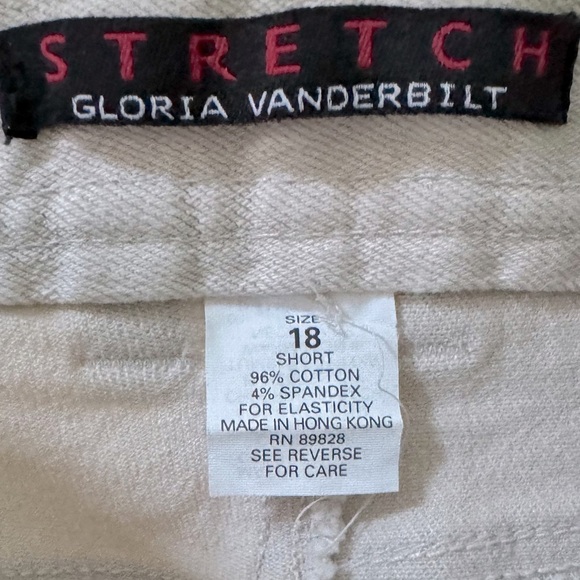 STRETCH
GLORIA VANDERBILT
SIZE
18
SHORT
96% COTTON
4% SPANDEX
FOR ELASTICITY
MADE IN HONG KONG
RN 89828
SEE REVERSE
FOR CARE